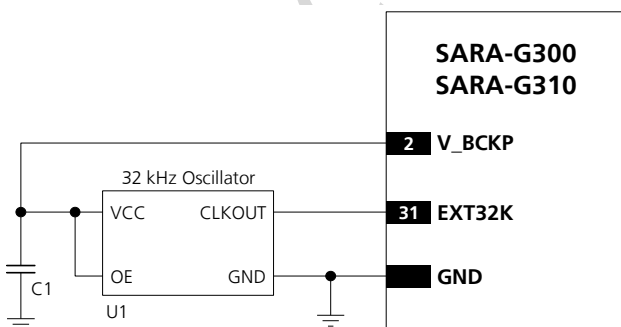 SARA-G300
SARA-G310
2 V_BCKP
32 kHz Oscillator
VCC CLKOUT
31 EXT32K
OE GND
GND
C1
U1